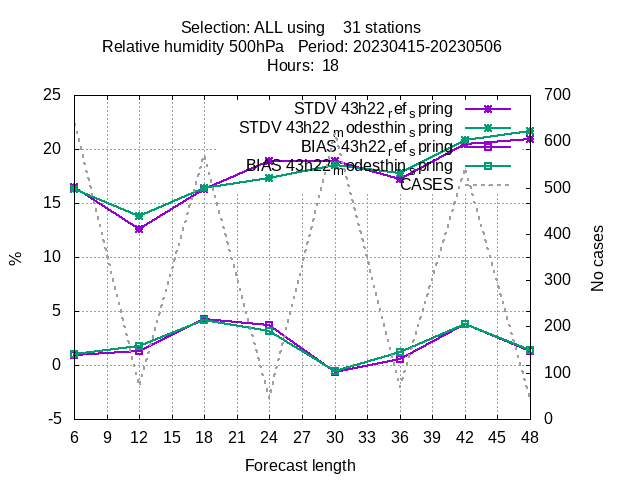 Selection: ALL using    31 stations
Relative humidity 500hPa   Period: 20230415-20230506
Hours: 18
STDV 43h22_ref_spring
STDV 43h22_modesthin_spring
BIAS 43h22_ref_spring
BIAS 43h22_modesthin_spring
CASES
25
20
15
10
5
0
-5
%
700
600
500
400
300
200
100
0
No cases
6 9 12 15 18 21 24 27 30 33 36 39 42 45 48
Forecast length